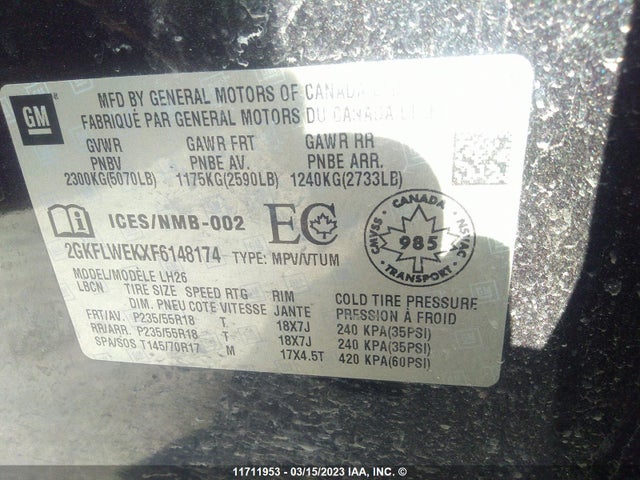 GM
MFD BY GENERAL MOTORS OF CANADA LTD
FABRIQUÉ PAR GENERAL MOTORS DU CANADA
GVWR GAWR FRT GAWR RR
PNBV PNBE AV. PNBE ARR.
2300KG(5070LB) 1175KG(2590LB) 1240KG(2733LB)
i ICES/NMB-002 EC
2GKFLWEKXF6148174 TYPE: MPV/VTUM
CANADA
CMVSS 985 NSVAC
TRANSPORT
MODEL/MODÈLE LH26
LBCN TIRE SIZE SPEED RTG RIM COLD TIRE PRESSURE
DIM. PNEU COTE VITESSE JANTE PRESSION À FROID
FRT/AV. P235/55R18 T 18X7J 240 KPA(35PSI)
RR/ARR. P235/55R18 T 18X7J 240 KPA(35PSI)
SPA/SOS T145/70R17 M 17X4.5T 420 KPA(60PSI)
11711953 - 03/15/2023 IAA, INC. ©